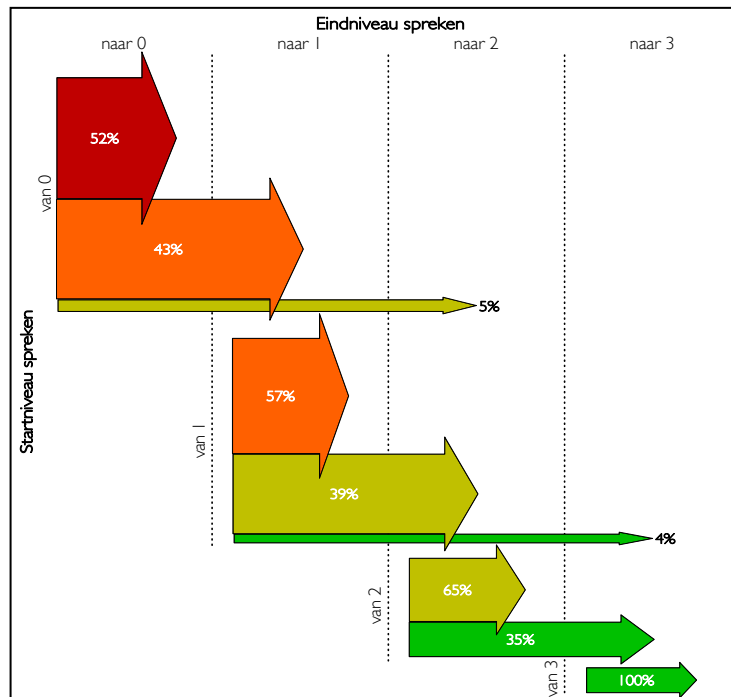 Eindniveau spreken
naar 0 naar 1 naar 2 naar 3
Startniveau spreken
van 0
52%
43%
5%
van 1
57%
39%
4%
van 2
65%
35%
van 3
100%